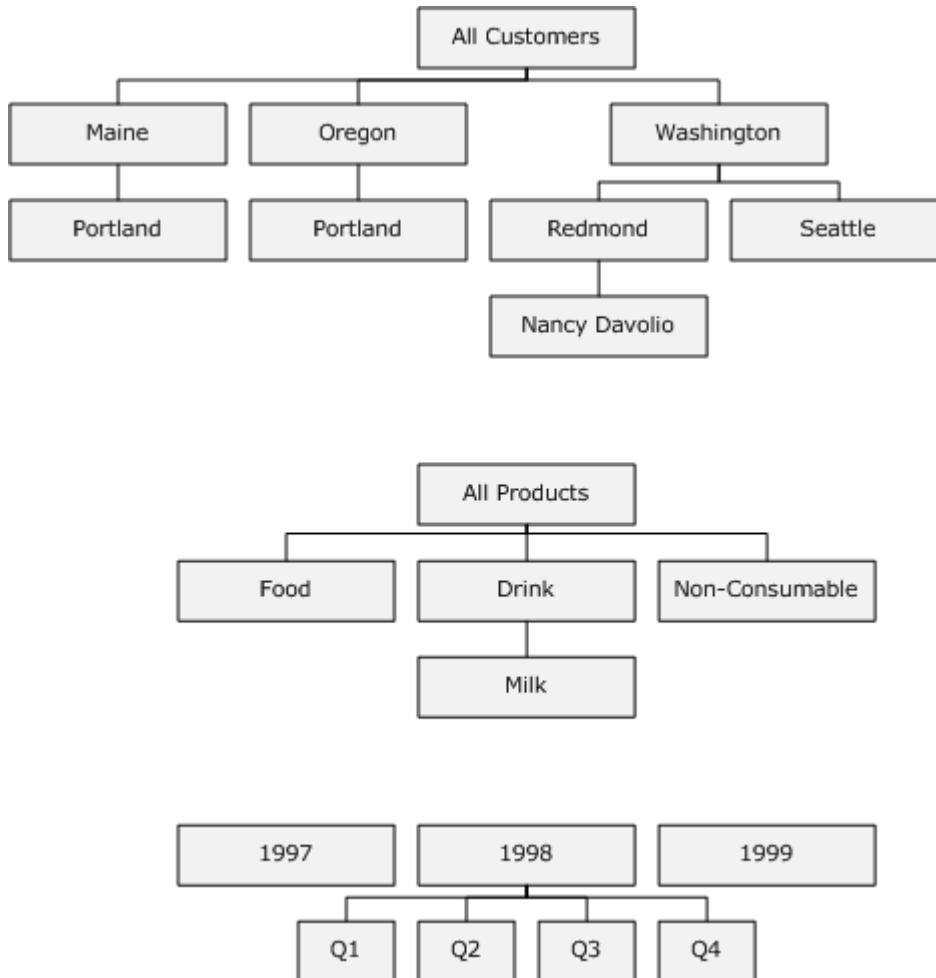 All Customers
Maine
Oregon
Washington
Portland
Portland
Redmond
Seattle
Nancy Davolio
All Products
Food
Drink
Non-Consumable
Milk
1997
1998
1999
Q1
Q2
Q3
Q4